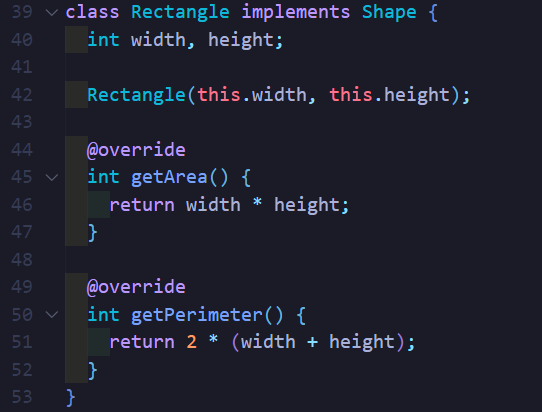 39 class Rectangle implements Shape {
40   int width, height;
41
42   Rectangle(this.width, this.height);
43
44   @override
45   int getArea() {
46     return width * height;
47   }
48
49   @override
50   int getPerimeter() {
51     return 2 * (width + height);
52   }
53 }